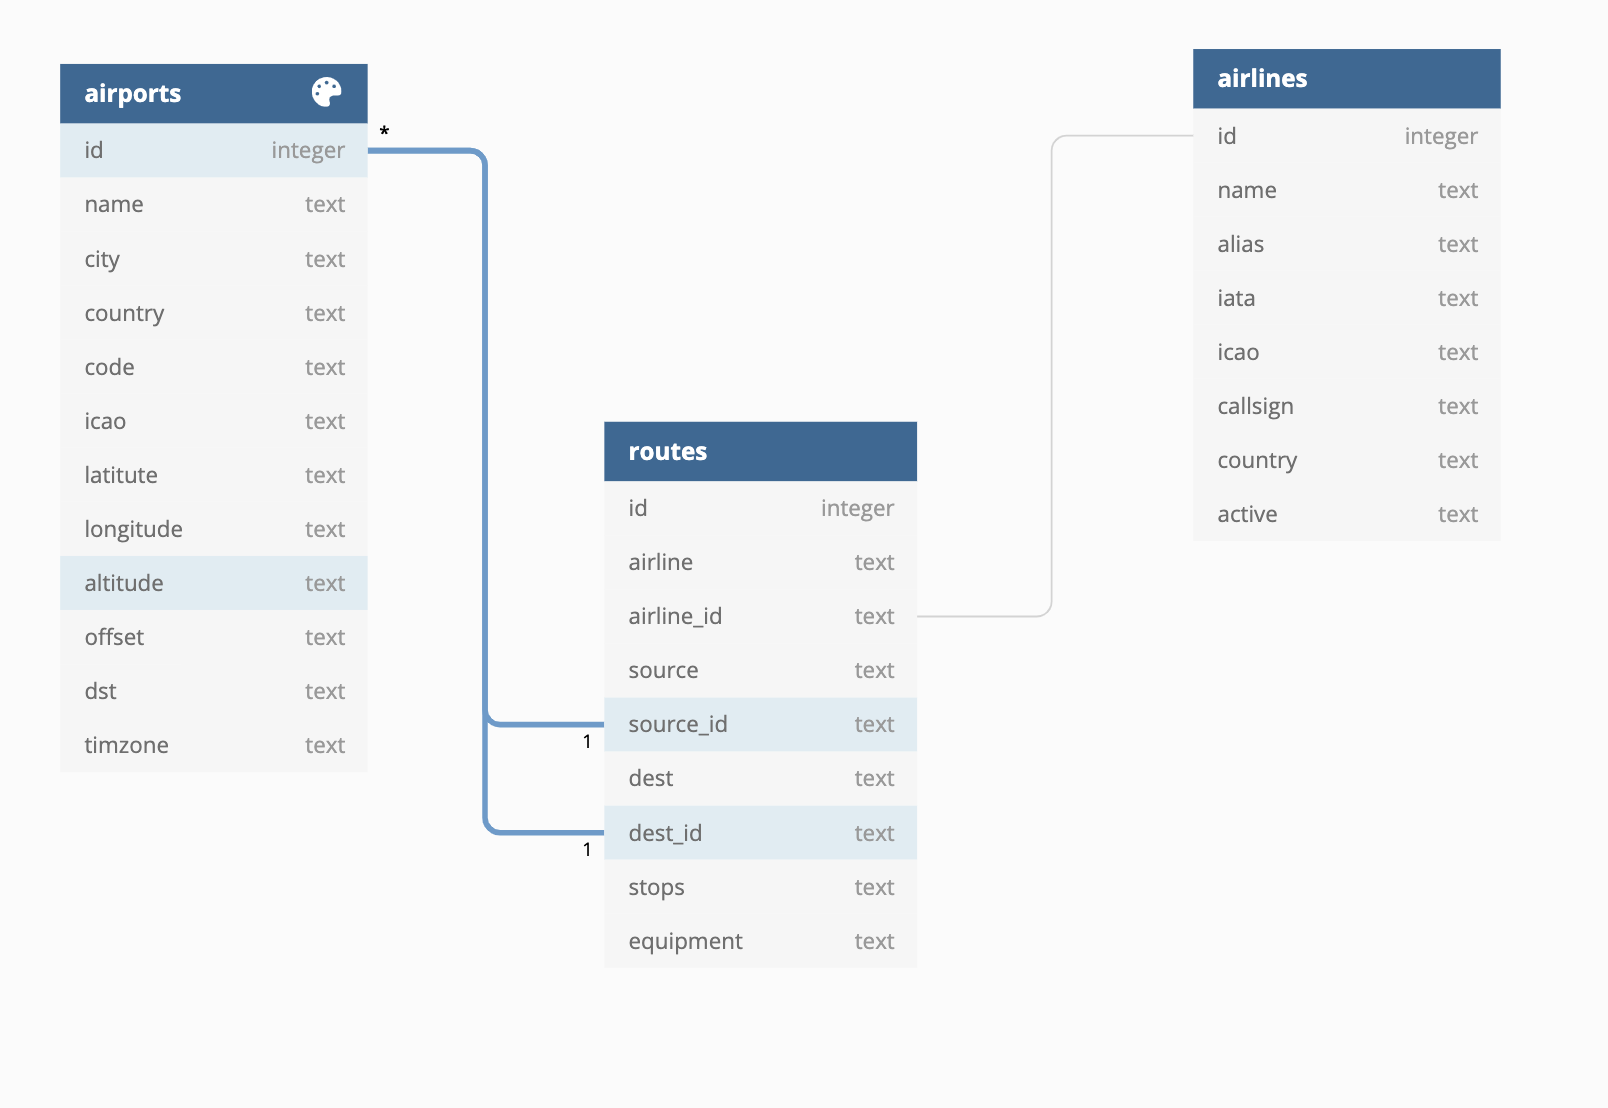 airports
id integer
name text
city text
country text
code text
icao text
latitute text
longitude text
altitude text
offset text
dst text
timzone text
*
1
1
routes
id integer
airline text
airline_id text
source text
source_id text
dest text
dest_id text
stops text
equipment text
airlines
id integer
name text
alias text
iata text
icao text
callsign text
country text
active text